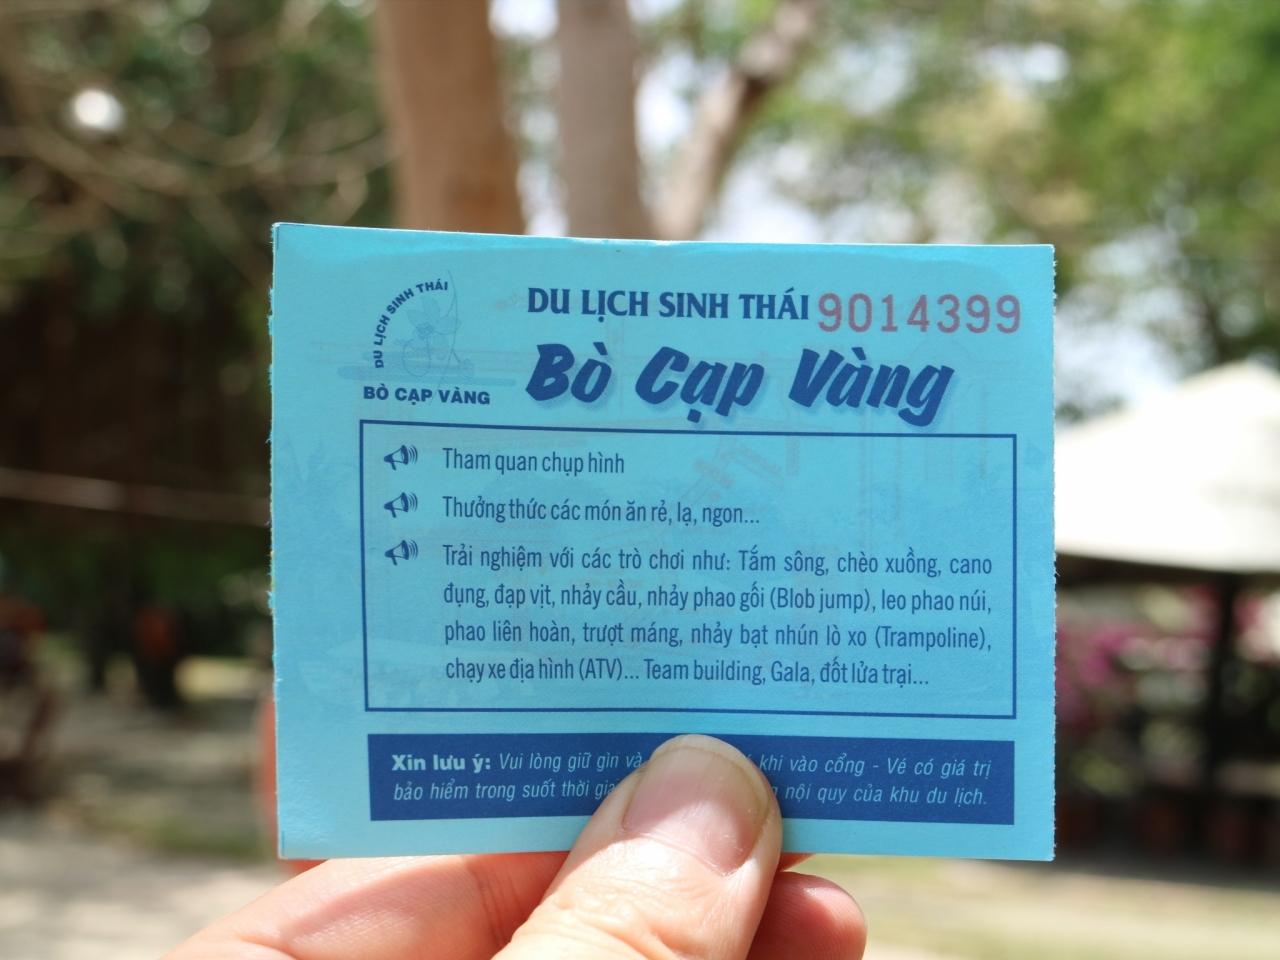 DU LỊCH SINH THÁI
BÒ CẠP VÀNG
DU LỊCH SINH THÁI 9014399
Bò Cạp Vàng
Tham quan chụp hình
Thưởng thức các món ăn rẻ, lạ, ngon...
Trải nghiệm với các trò chơi như: Tắm sông, chèo xuồng, cano
đụng, đạp vịt, nhảy cầu, nhảy phao gối (Blob jump), leo phao núi,
phao liên hoàn, trượt máng, nhảy bạt nhún lò xo (Trampoline),
chạy xe địa hình (ATV)... Team building, Gala, đốt lửa trại...
Xin lưu ý: Vui lòng giữ gìn và khi vào cổng - Vé có giá trị
bảo hiểm trong suốt thời nội quy của khu du lịch.